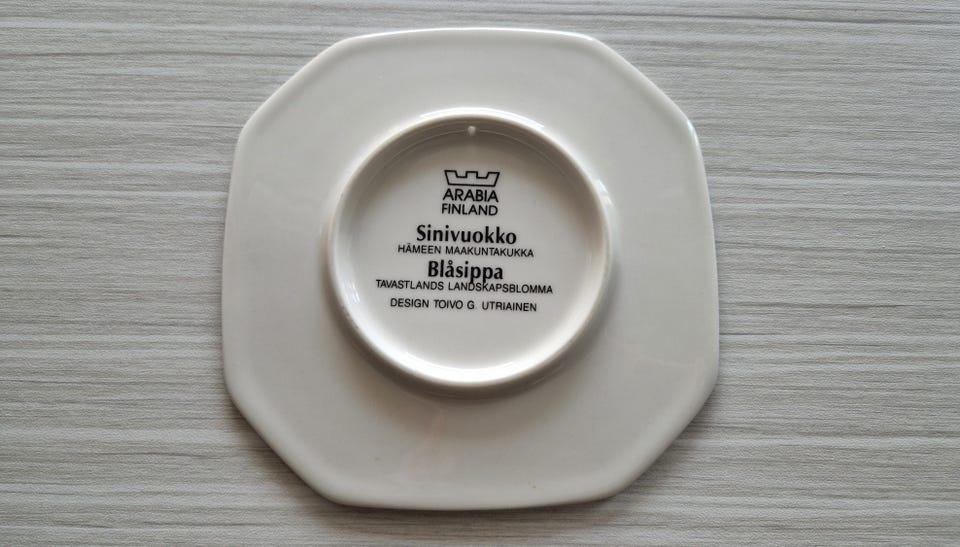 ARABIA
FINLAND
Sinivuokko
HÄMEEN MAAKUNTAKUKKA
Blåsippa
TAVASTLANDS LANDSKAPSBLOMMA
DESIGN TOIVO G. UTRIAINEN